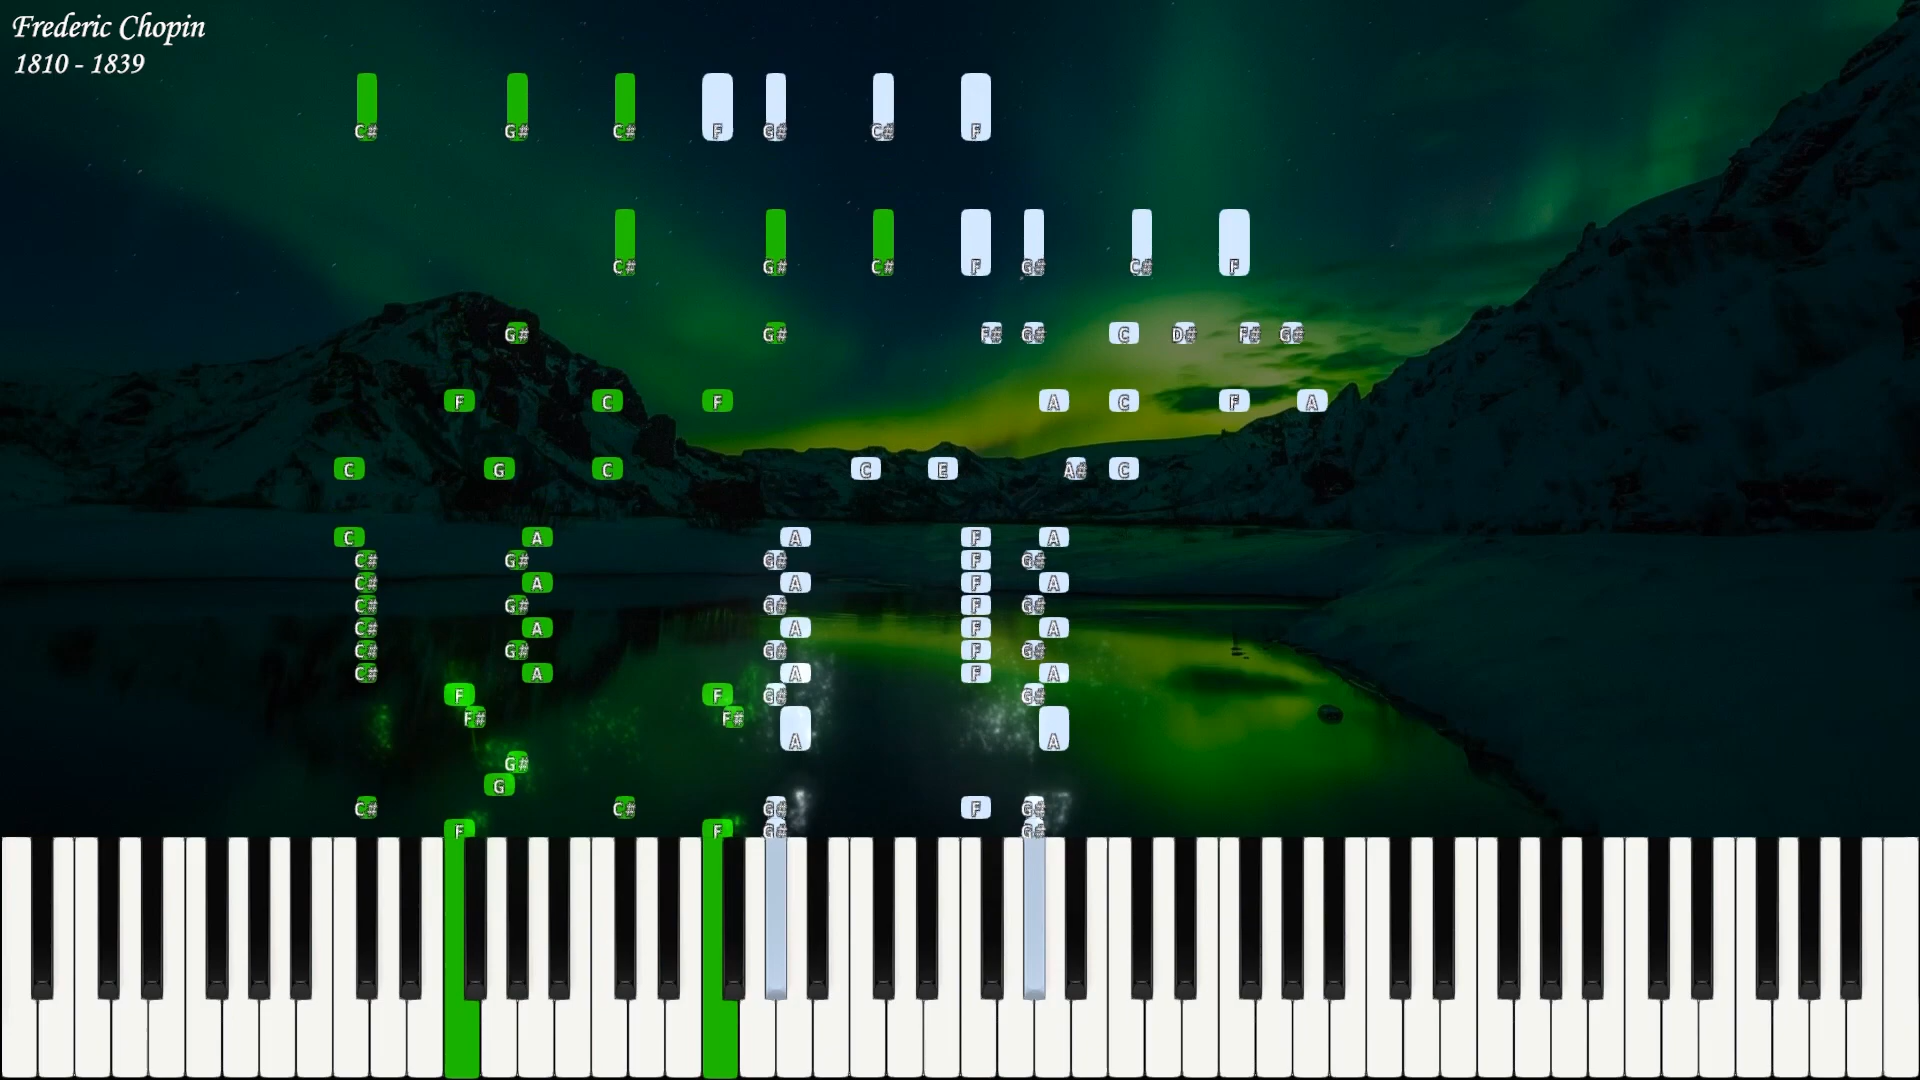 Frederic Chopin
1810 - 1839
C# G# C# F G# C# F
C# G# C# F G# C# F
G# G# F# G# C D# F# G#
F C F A C F A
C G C C E A# C
C A A F A
C# G# G# F G#
C# A A F A
C# G# G# F G#
C# A A F A
C# G# G# F G#
C# A A F A
F F G# G#
F# F# A A
G#
G
C# C# G# F G#
F F G# G#